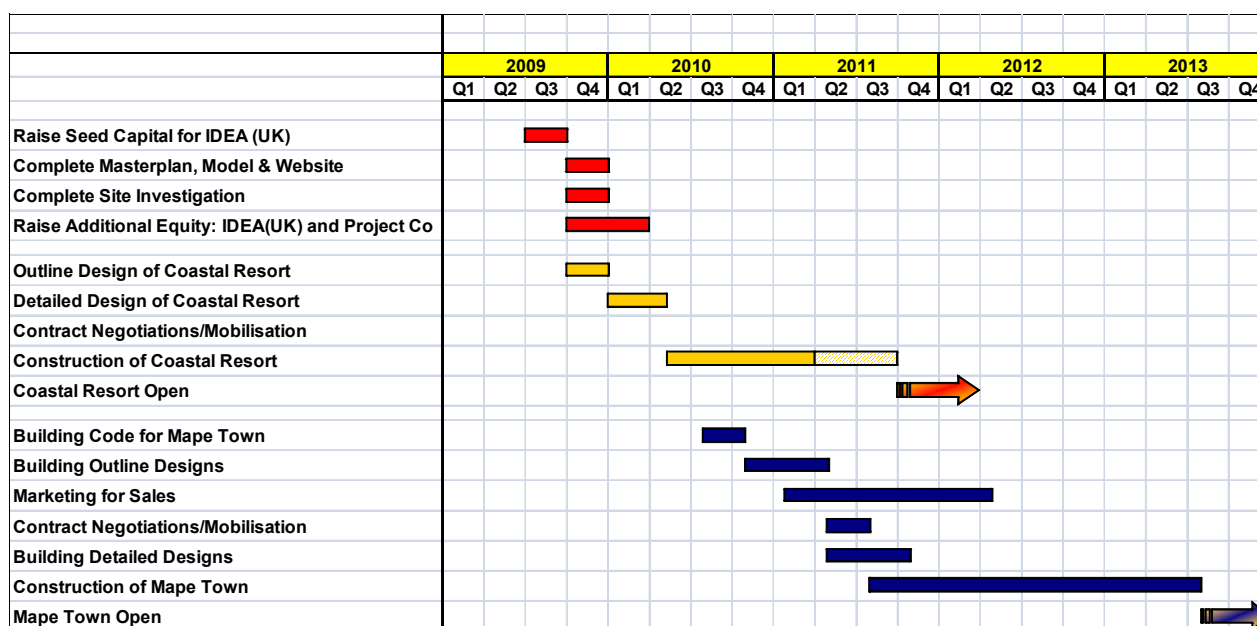 2009 2010 2011 2012 2013
Q1 Q2 Q3 Q4 Q1 Q2 Q3 Q4 Q1 Q2 Q3 Q4 Q1 Q2 Q3 Q4 Q1 Q2 Q3 Q4
Raise Seed Capital for IDEA (UK)
Complete Masterplan, Model & Website
Complete Site Investigation
Raise Additional Equity: IDEA(UK) and Project Co
Outline Design of Coastal Resort
Detailed Design of Coastal Resort
Contract Negotiations/Mobilisation
Construction of Coastal Resort
Coastal Resort Open
Building Code for Mape Town
Building Outline Designs
Marketing for Sales
Contract Negotiations/Mobilisation
Building Detailed Designs
Construction of Mape Town
Mape Town Open